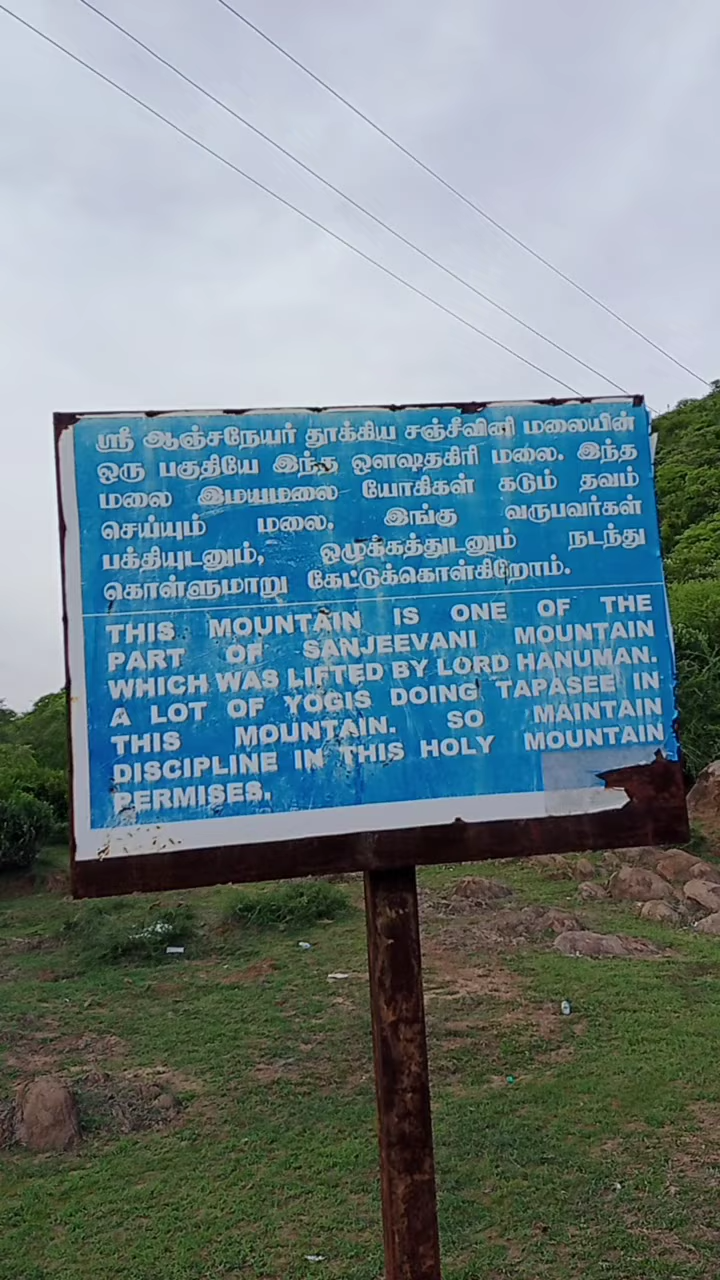 ஸ்ரீ ஆஞ்சநேயர் தூக்கிய சஞ்சீவினி மலையின்
ஒரு பகுதியே இந்த ஔஷதகிரி மலை. இந்த
மலை இமயமலை யோகிகள் கடும் தவம்
செய்யும் மலை. இங்கு வருபவர்கள்
பக்தியுடனும், ஒழுக்கத்துடனும் நடந்து
கொள்ளுமாறு கேட்டுக்கொள்கிறோம்.
THIS MOUNTAIN IS ONE OF THE
PART OF SANJEEVANI MOUNTAIN
WHICH WAS LIFTED BY LORD HANUMAN.
A LOT OF YOGIS DOING TAPASEE IN
THIS MOUNTAIN. SO MAINTAIN
DISCIPLINE IN THIS HOLY MOUNTAIN
PERMISES.